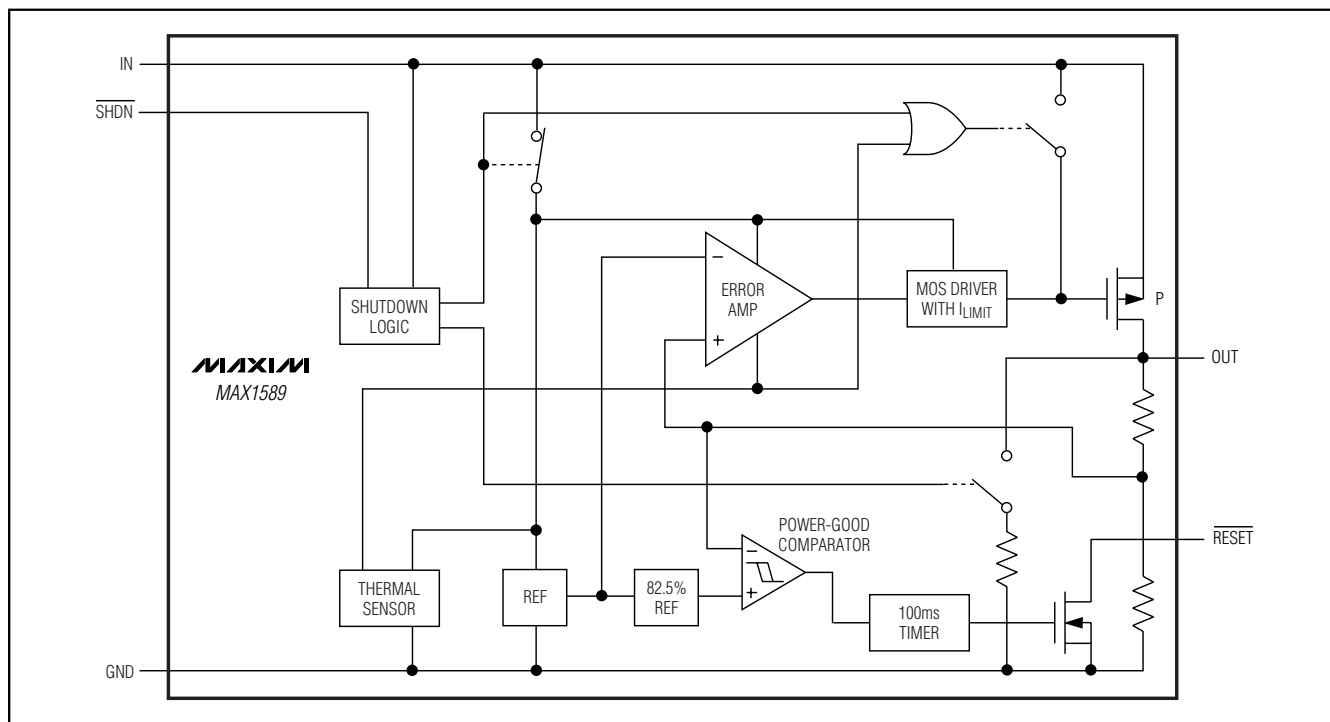 IN
SHDN
SHUTDOWN
LOGIC
MAXIM
MAX1589
−
ERROR
AMP
+
MOS DRIVER
WITH ILIMIT
P
OUT
POWER-GOOD
COMPARATOR
−
+
RESET
THERMAL
SENSOR
REF
82.5%
REF
100ms
TIMER
GND